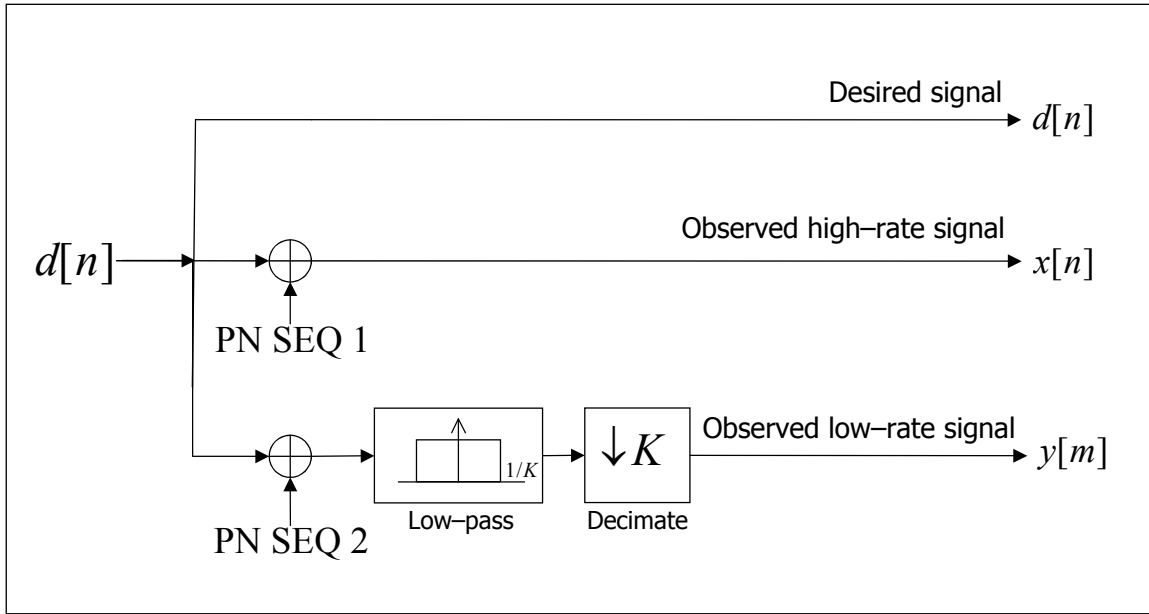 Desired signal
d[n]
Observed high–rate signal
d[n]
x[n]
PN SEQ 1
Observed low–rate signal
↓K
y[m]
1/K
Low–pass
Decimate
PN SEQ 2